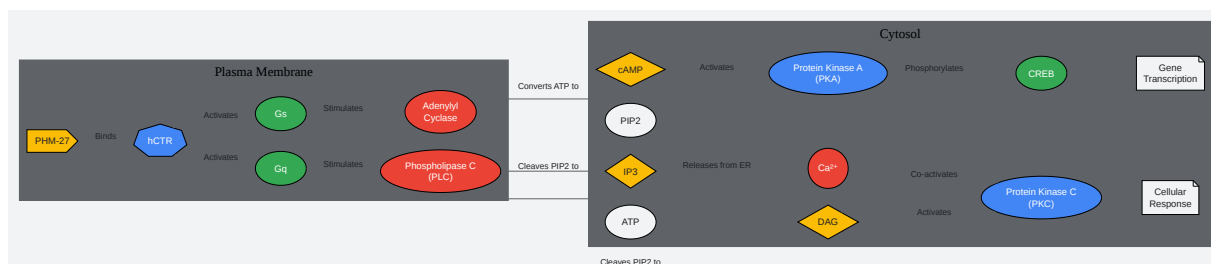 Cytosol
Plasma Membrane
cAMP
Activates
Protein Kinase A
(PKA)
Phosphorylates
CREB
Gene
Transcription
Converts ATP to
PHM-27
Binds
hCTR
Activates
Gs
Stimulates
Adenylyl
Cyclase
PIP2
Activates
Gq
Stimulates
Phospholipase C
(PLC)
Cleaves PIP2 to
IP3
Releases from ER
Ca²⁺
Co-activates
Protein Kinase C
(PKC)
Cellular
Response
ATP
DAG
Activates
Cleaves PIP2 to